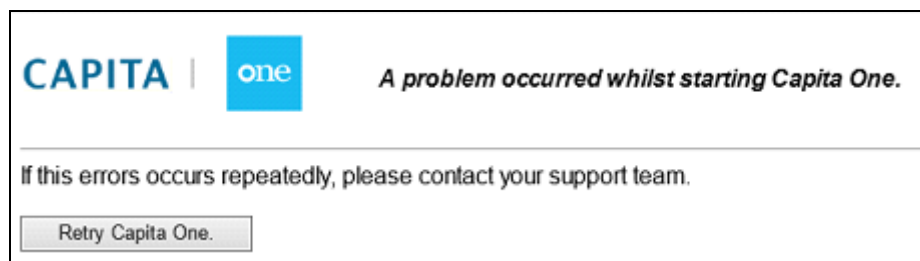 CAPITA | one
A problem occurred whilst starting Capita One.
If this errors occurs repeatedly, please contact your support team.
Retry Capita One.